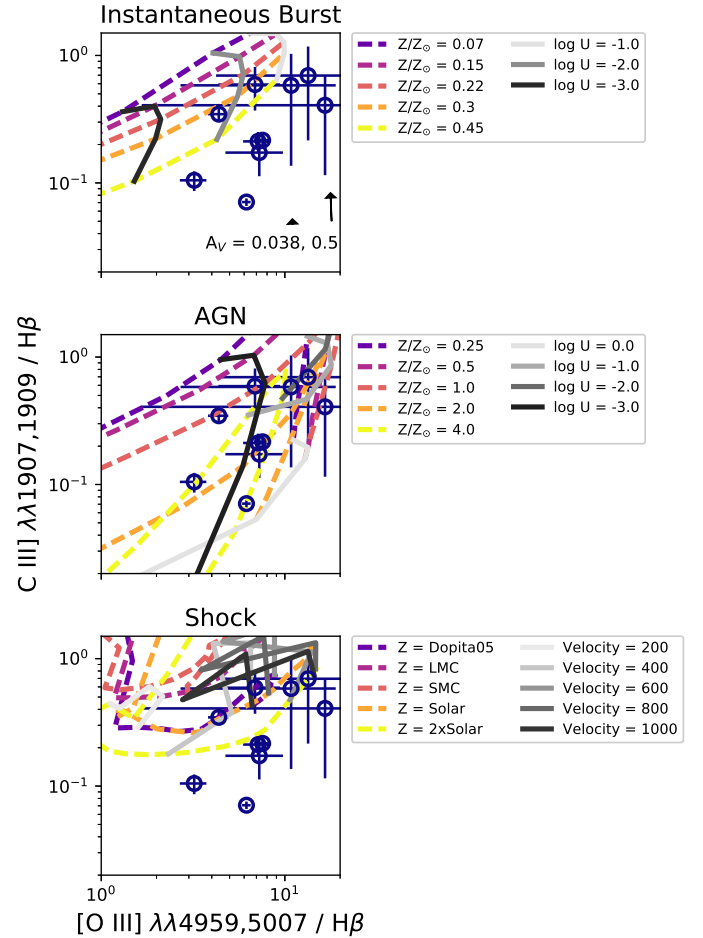 Instantaneous Burst
10⁰
10⁻¹
A_V = 0.038, 0.5
Z/Z⊙ = 0.07
Z/Z⊙ = 0.15
Z/Z⊙ = 0.22
Z/Z⊙ = 0.3
Z/Z⊙ = 0.45
log U = -1.0
log U = -2.0
log U = -3.0
AGN
10⁰
10⁻¹
Z/Z⊙ = 0.25
Z/Z⊙ = 0.5
Z/Z⊙ = 1.0
Z/Z⊙ = 2.0
Z/Z⊙ = 4.0
log U = 0.0
log U = -1.0
log U = -2.0
log U = -3.0
C III] λλ1907,1909 / Hβ
Shock
10⁰
10⁻¹
Z = Dopita05
Z = LMC
Z = SMC
Z = Solar
Z = 2xSolar
Velocity = 200
Velocity = 400
Velocity = 600
Velocity = 800
Velocity = 1000
10⁰ 10¹
[O III] λλ4959,5007 / Hβ